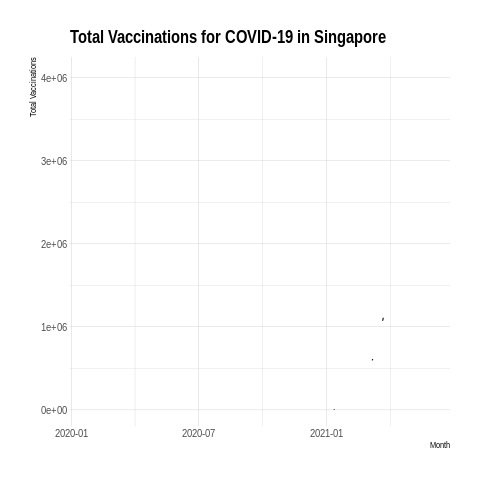 Total Vaccinations for COVID-19 in Singapore
Total Vaccinations
4e+06
3e+06
2e+06
1e+06
0e+00
2020-01
2020-07
2021-01
Month